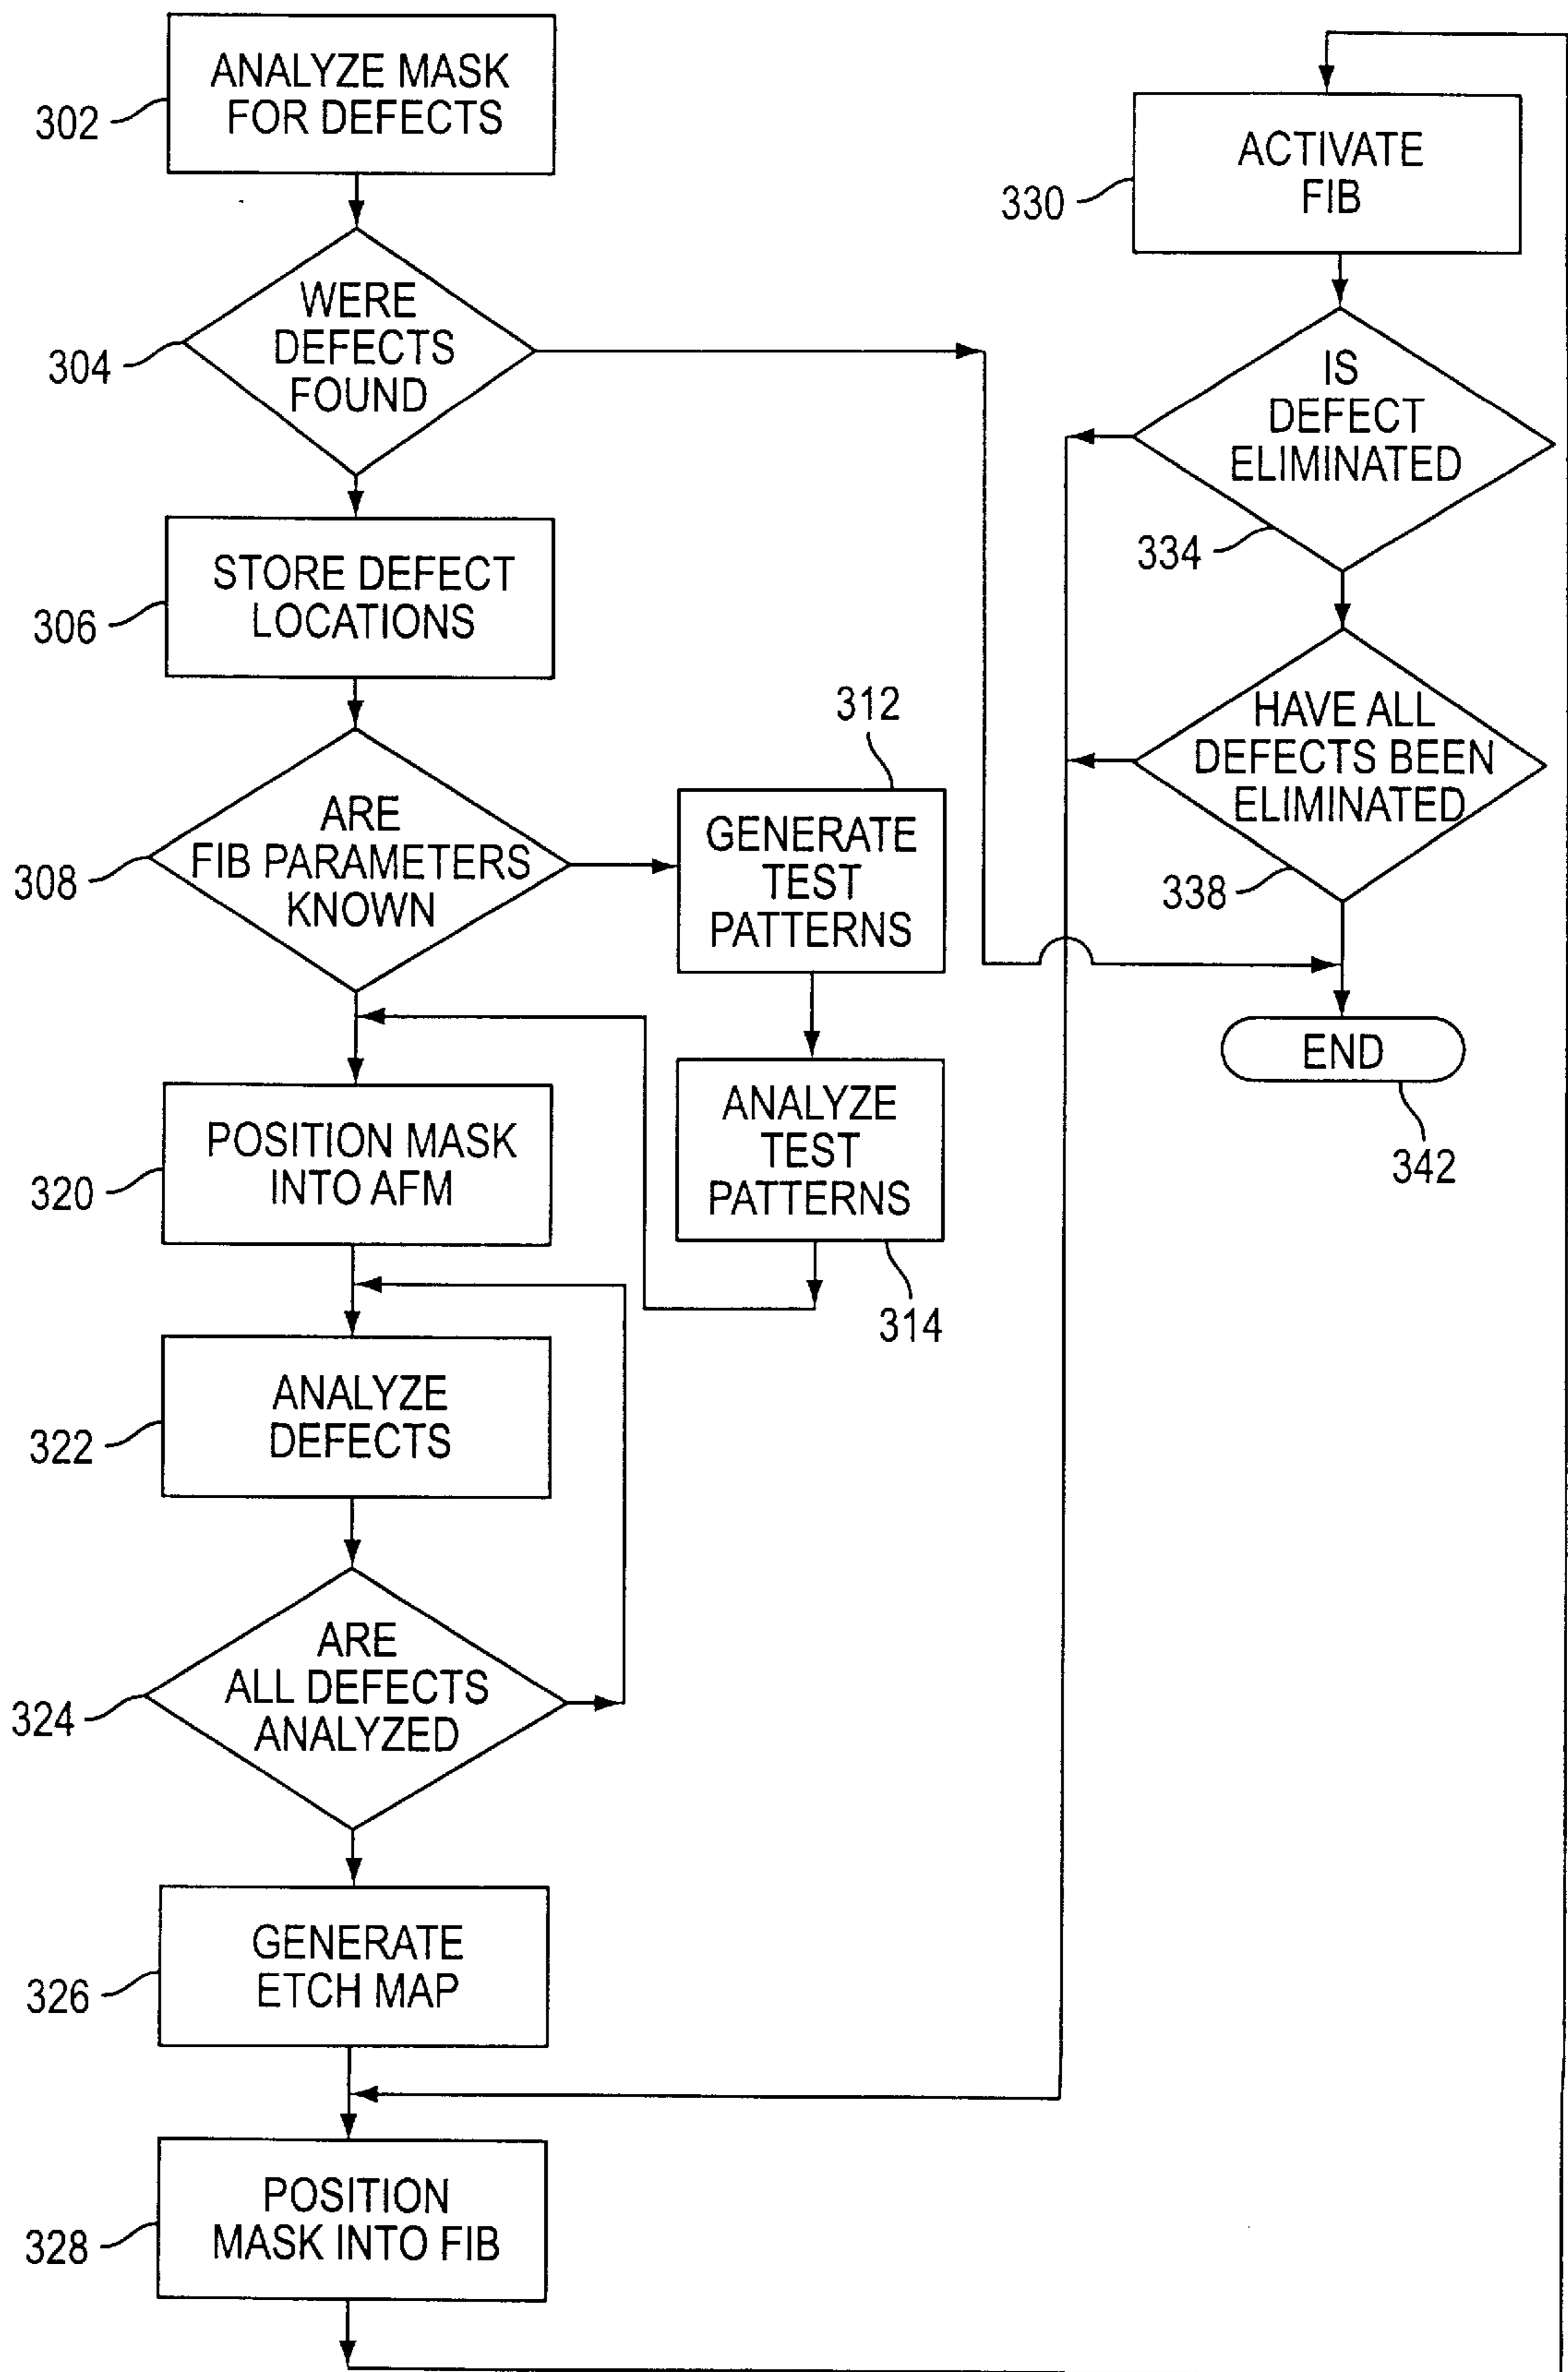 ANALYZE MASK
FOR DEFECTS
302
WERE
DEFECTS
FOUND
304
STORE DEFECT
LOCATIONS
306
ARE
FIB PARAMETERS
KNOWN
308
312
GENERATE
TEST
PATTERNS
ANALYZE
TEST
PATTERNS
314
POSITION MASK
INTO AFM
320
ANALYZE
DEFECTS
322
ARE
ALL DEFECTS
ANALYZED
324
GENERATE
ETCH MAP
326
POSITION
MASK INTO FIB
328
ACTIVATE
FIB
330
IS
DEFECT
ELIMINATED
334
HAVE ALL
DEFECTS BEEN
ELIMINATED
338
END
342